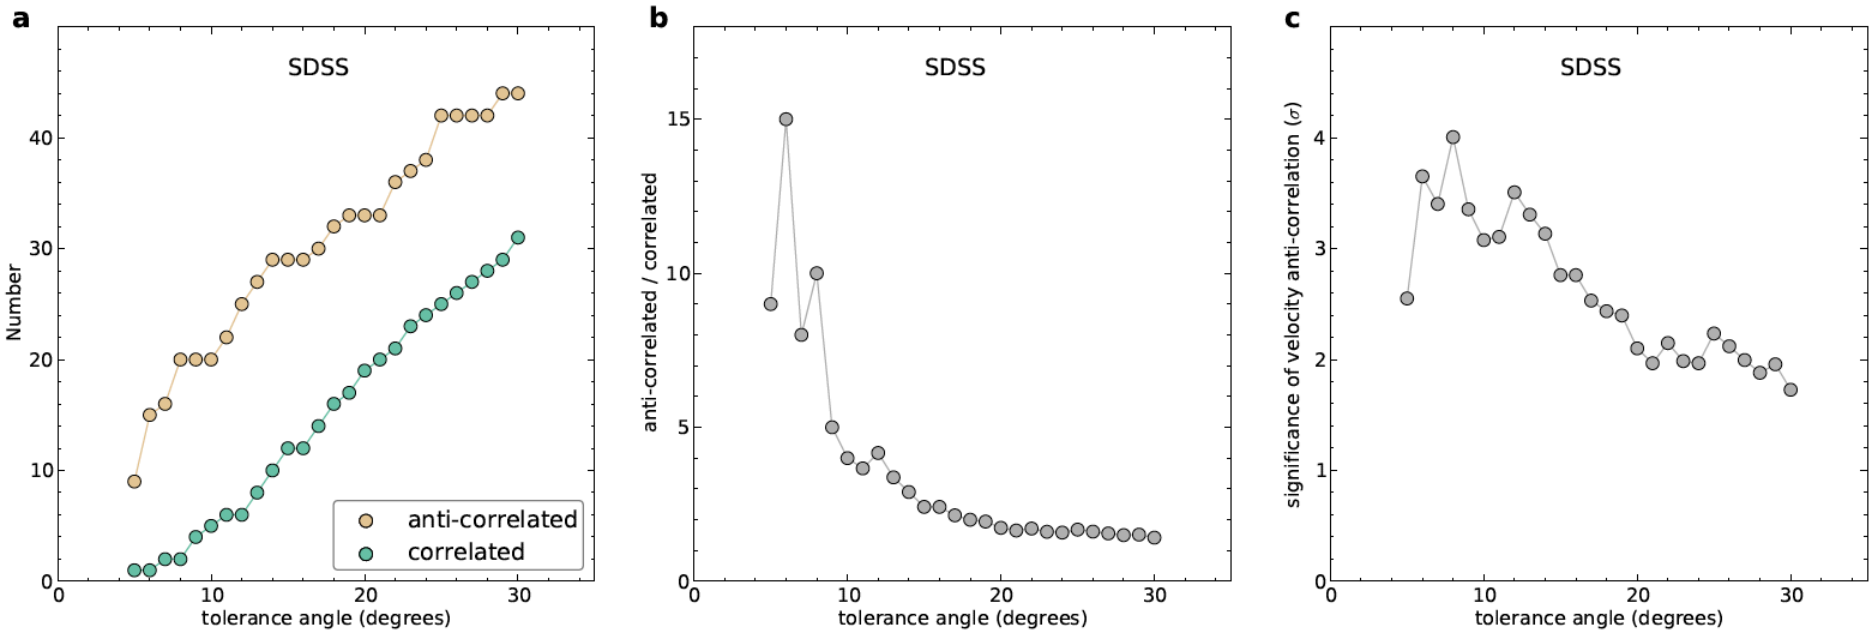 a
SDSS
Number
40
30
20
10
0
0 10 20 30
tolerance angle (degrees)
anti-correlated
correlated
b
SDSS
anti-correlated / correlated
15
10
5
0
0 10 20 30
tolerance angle (degrees)
c
SDSS
significance of velocity anti-correlation (σ)
4
3
2
1
0
0 10 20 30
tolerance angle (degrees)